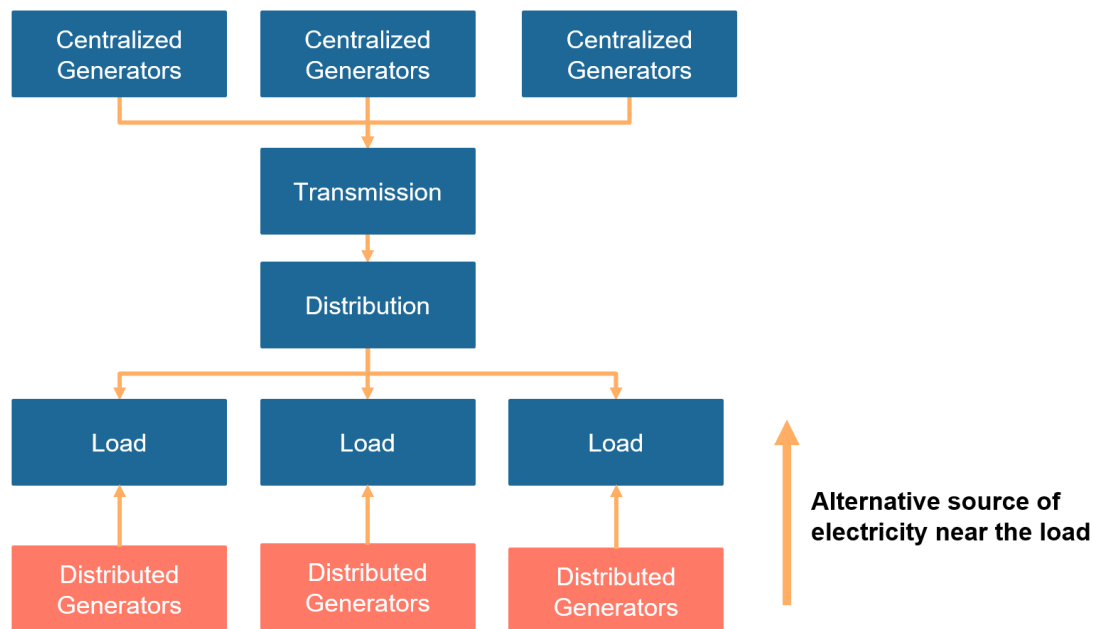 Centralized
Generators
Centralized
Generators
Centralized
Generators
Transmission
Distribution
Load
Load
Load
Alternative source of
electricity near the load
Distributed
Generators
Distributed
Generators
Distributed
Generators